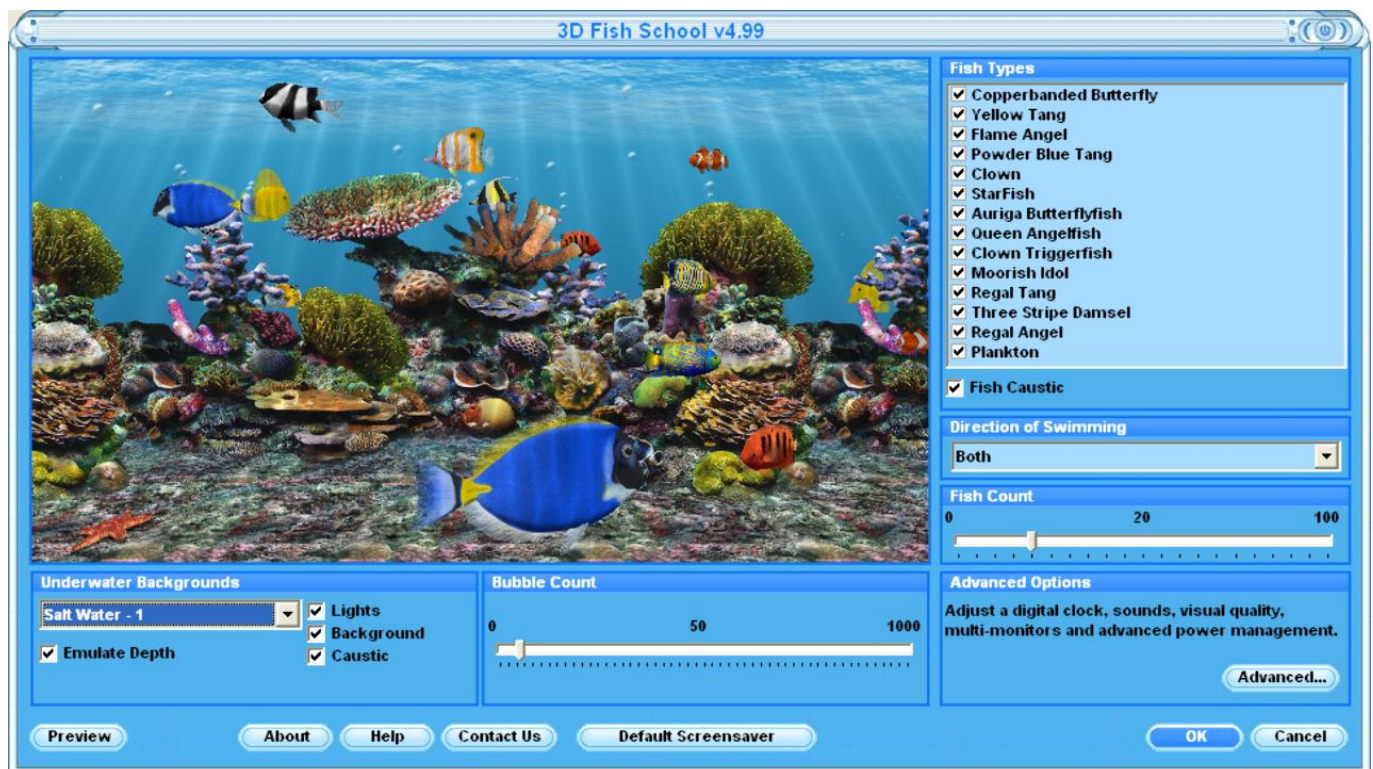 3D Fish School v4.99
Fish Types
Copperbanded Butterfly
Yellow Tang
Flame Angel
Powder Blue Tang
Clown
StarFish
Auriga Butterflyfish
Queen Angelfish
Clown Triggerfish
Moorish Idol
Regal Tang
Three Stripe Damsel
Regal Angel
Plankton
Fish Caustic
Direction of Swimming
Both
Fish Count
0 20 100
Underwater Backgrounds
Salt Water - 1
Lights
Background
Emulate Depth
Caustic
Bubble Count
0 50 1000
Advanced Options
Adjust a digital clock, sounds, visual quality,
multi-monitors and advanced power management.
Advanced...
Preview About Help Contact Us Default Screensaver OK Cancel